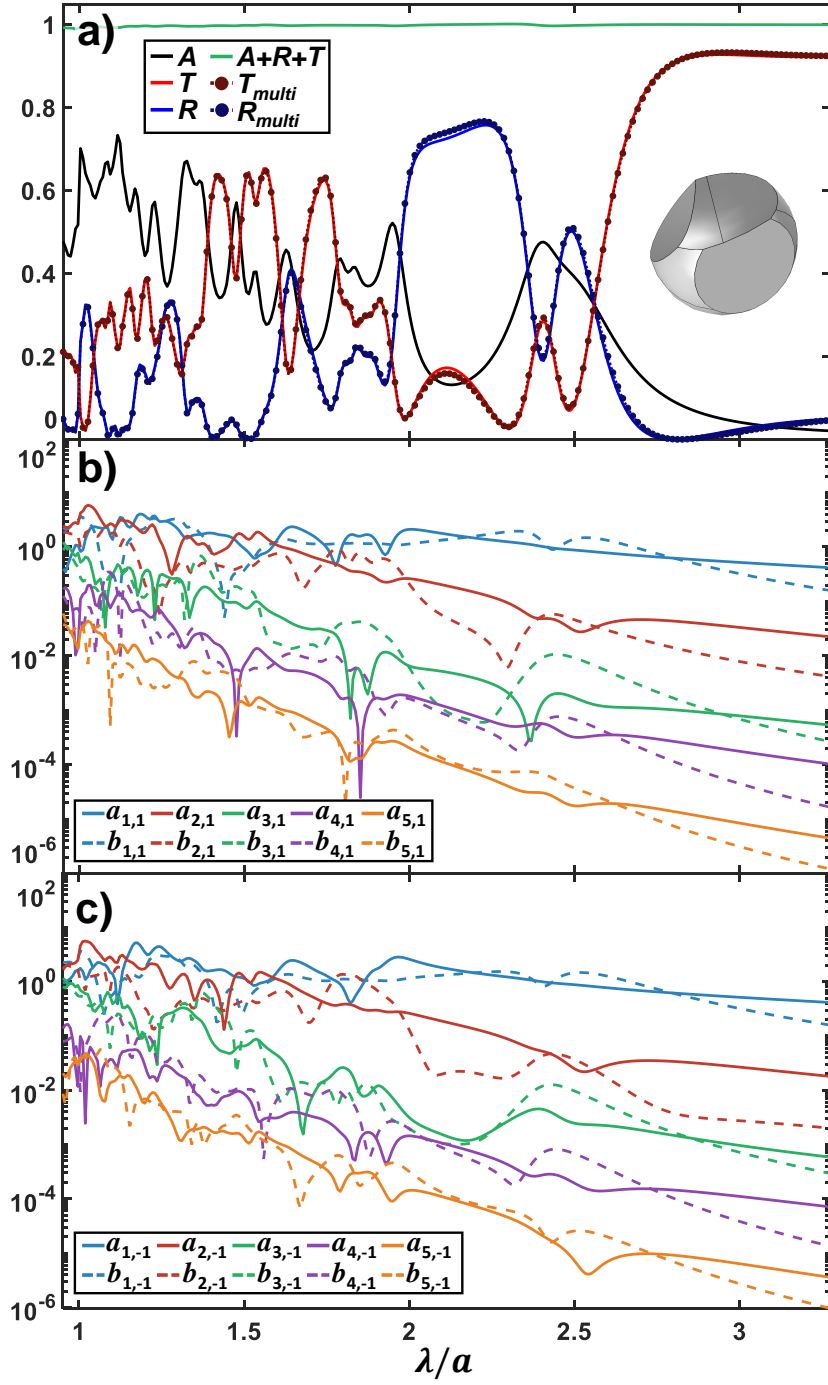 a)
1
0.8
0.6
0.4
0.2
0
A A+R+T
T T_multi
R R_multi
b)
10^2
10^0
10^-2
10^-4
10^-6
a_1,1 a_2,1 a_3,1 a_4,1 a_5,1
b_1,1 b_2,1 b_3,1 b_4,1 b_5,1
c)
10^2
10^0
10^-2
10^-4
10^-6
a_1,-1 a_2,-1 a_3,-1 a_4,-1 a_5,-1
b_1,-1 b_2,-1 b_3,-1 b_4,-1 b_5,-1
1 1.5 2 2.5 3
λ/a